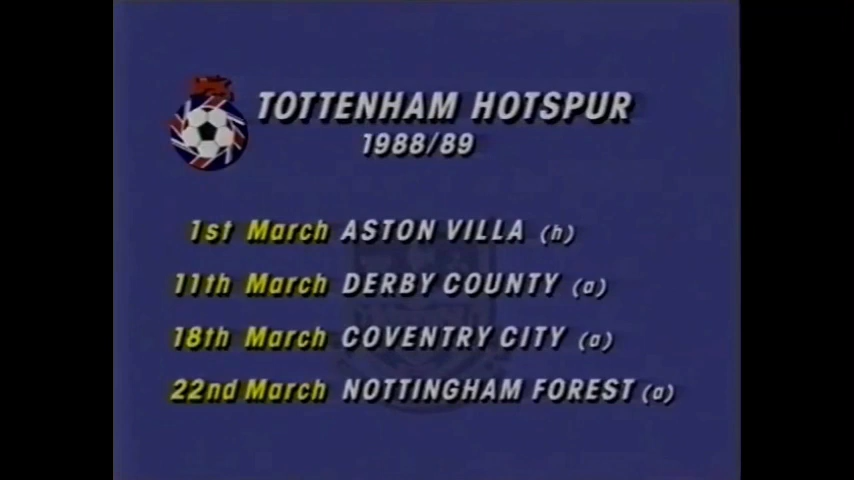 TOTTENHAM HOTSPUR
1988/89
1st March ASTON VILLA (h)
11th March DERBY COUNTY (a)
18th March COVENTRY CITY (a)
22nd March NOTTINGHAM FOREST (a)